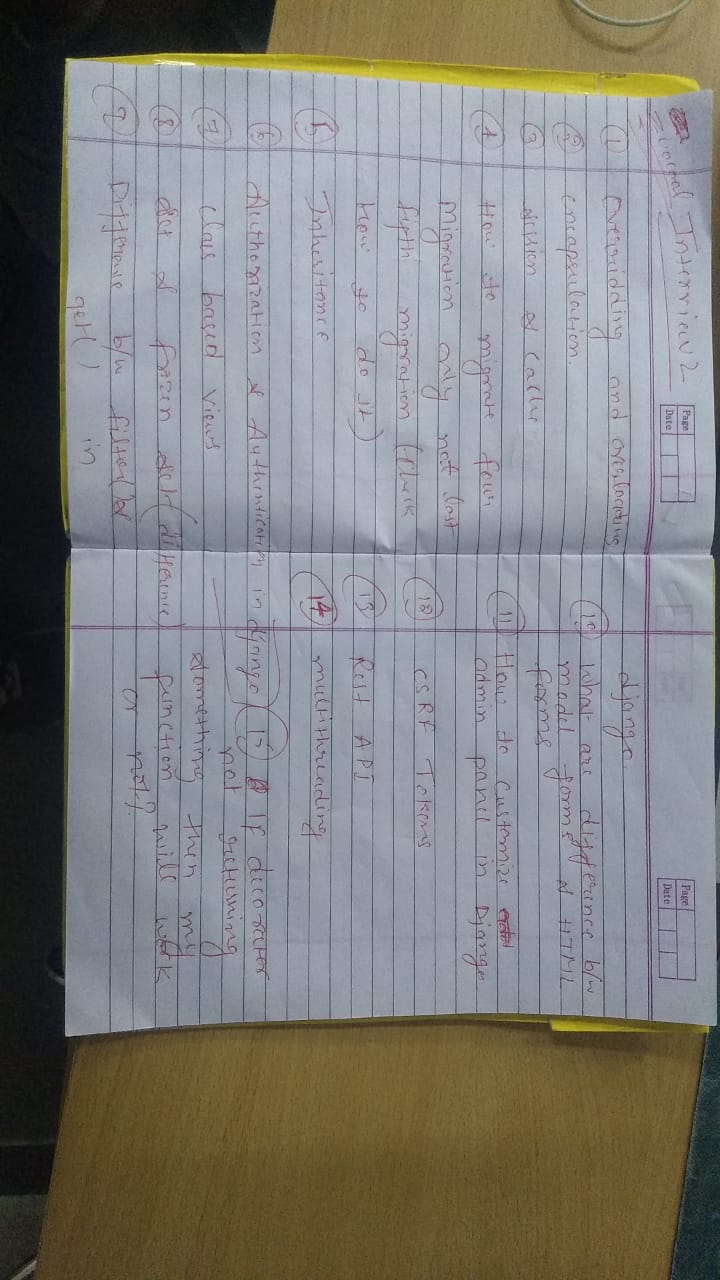 Internal Interview 2
Page
Date
① Overridding and overloading
② encapsulation.
③ session & cache
④ How to migrate four
migration only not last
fifth migration (check
How to do it)
⑤ Inheritance
⑥ Authorization & Authentication in django
⑦ class based views
⑧ set & frozen set (difference)
⑨ Difference b/w filter() &
get() in
Page
Date
django.
⑩ What are difference b/w
model forms & HTML
forms
⑪ How to customize
admin panel in Django
⑫ CSRF Tokens
⑬ Rest API
⑭ multithreading
⑮ If decorator
not returning
something then my
function will work
or not?